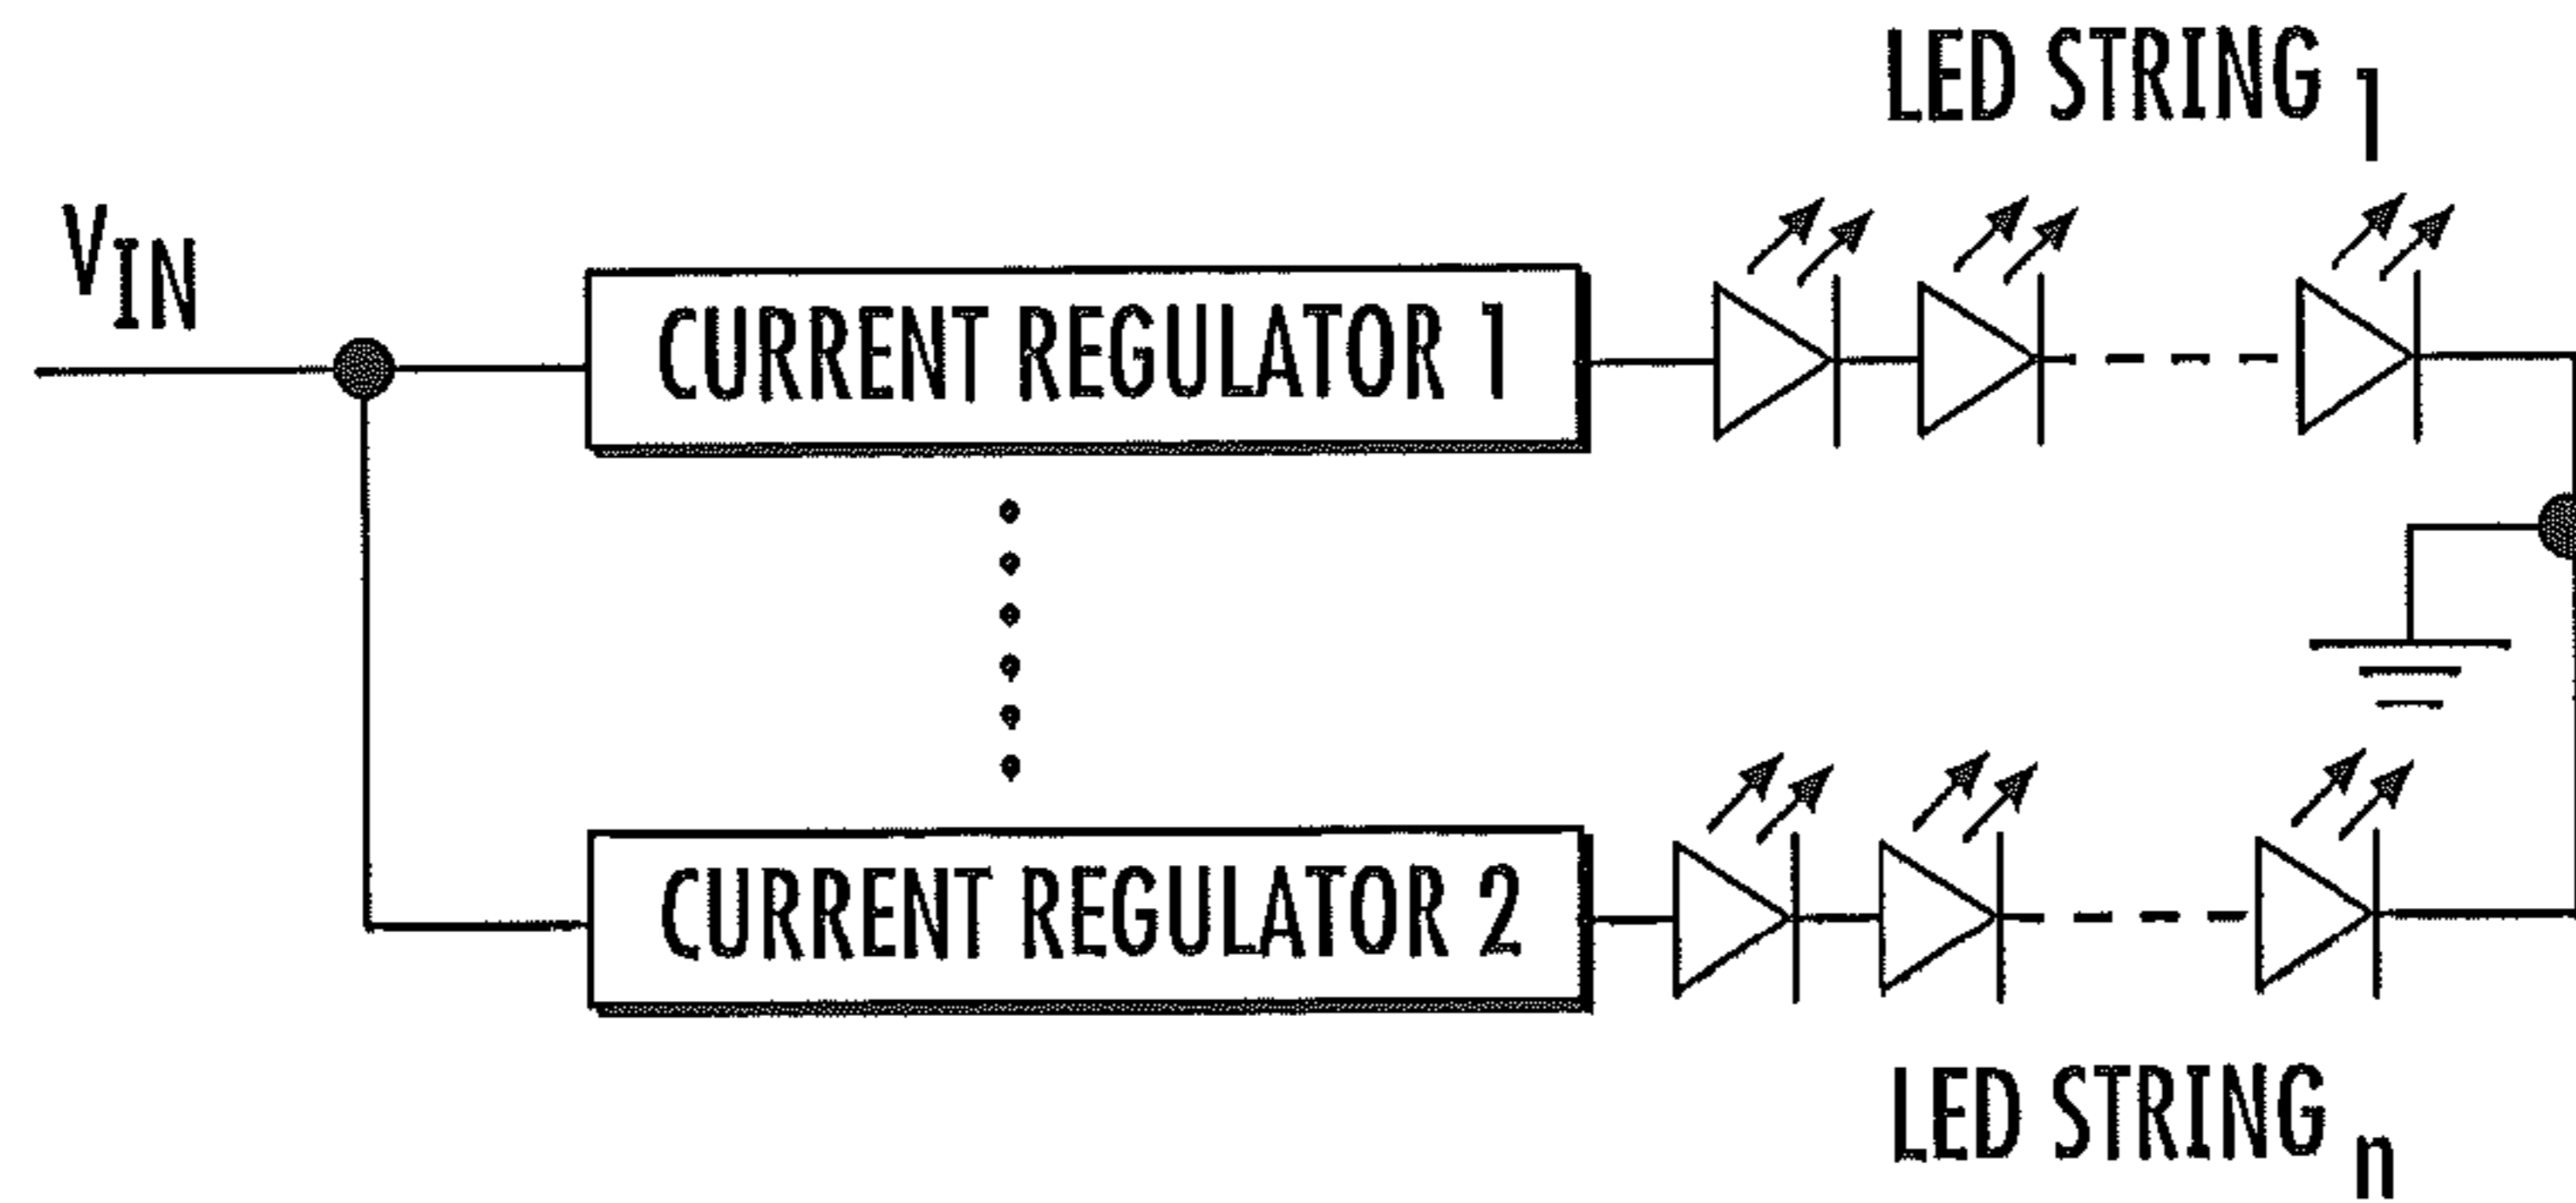 LED STRING 1
VIN
CURRENT REGULATOR 1
CURRENT REGULATOR 2
LED STRING n